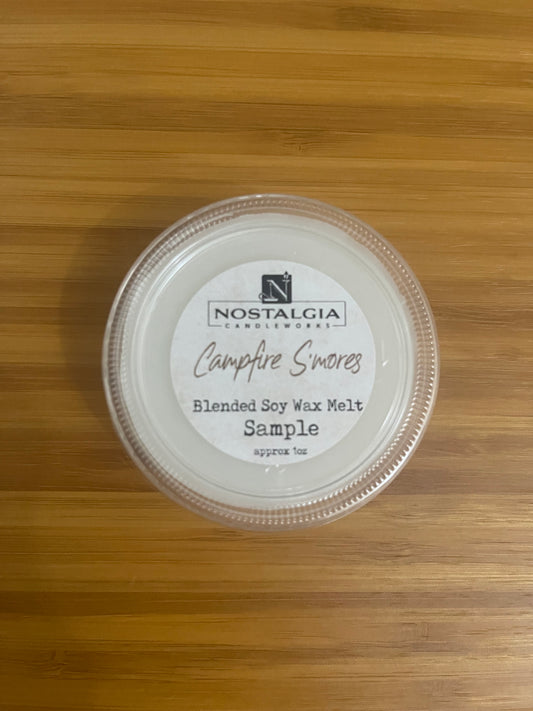 N
NOSTALGIA
CANDLEWORKS
Campfire S'mores
Blended Soy Wax Melt
Sample
approx 1oz